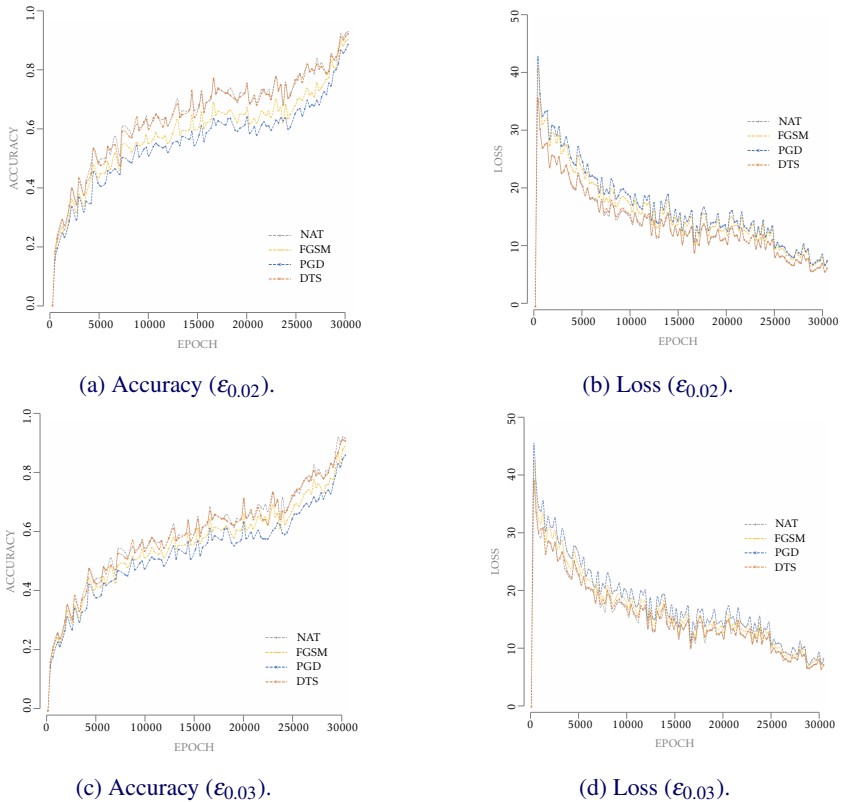 1.0
0.8
0.6
0.4
0.2
0.0
ACCURACY
NAT
FGSM
PGD
DTS
0 5000 10000 15000 20000 25000 30000
EPOCH
(a) Accuracy (ε0.02).
50
40
30
20
10
0
LOSS
NAT
FGSM
PGD
DTS
0 5000 10000 15000 20000 25000 30000
EPOCH
(b) Loss (ε0.02).
1.0
0.8
0.6
0.4
0.2
0.0
ACCURACY
NAT
FGSM
PGD
DTS
0 5000 10000 15000 20000 25000 30000
EPOCH
(c) Accuracy (ε0.03).
50
40
30
20
10
0
LOSS
NAT
FGSM
PGD
DTS
0 5000 10000 15000 20000 25000 30000
EPOCH
(d) Loss (ε0.03).